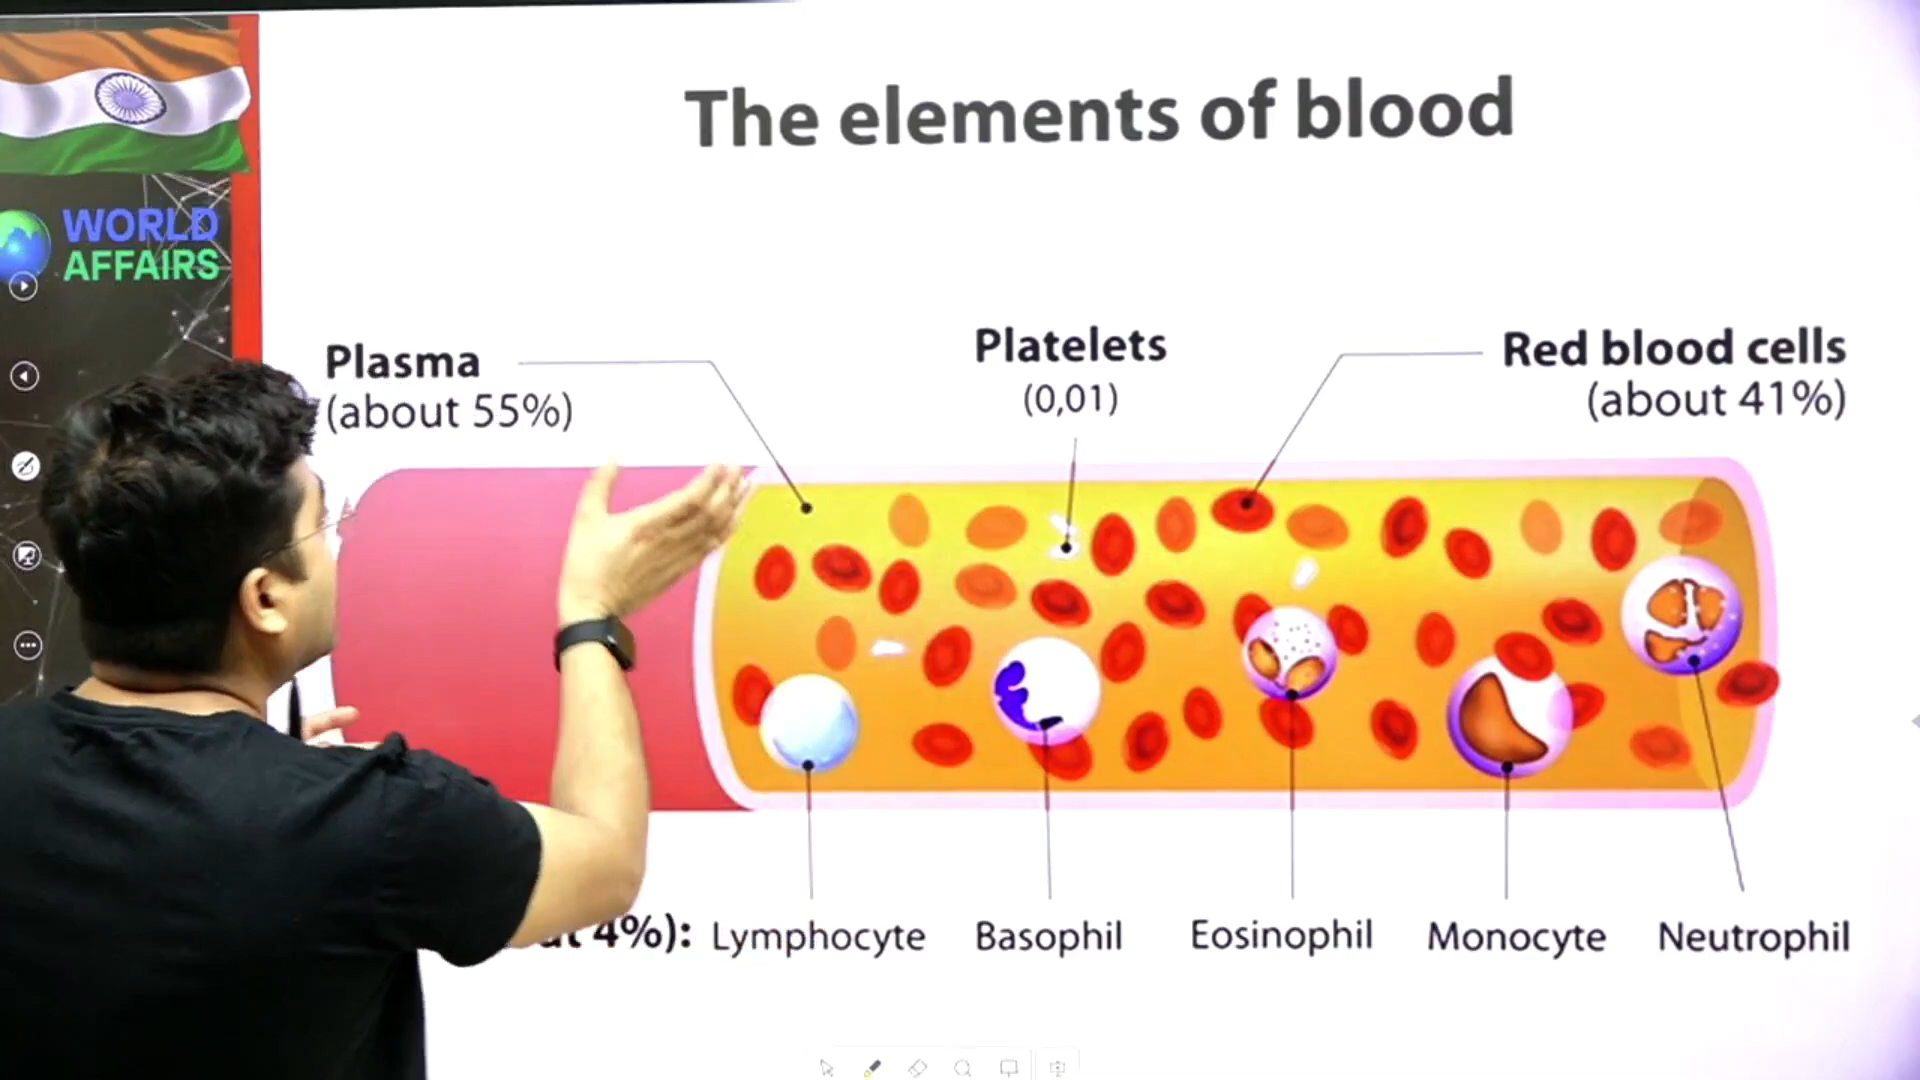 The elements of blood
WORLD
AFFAIRS
Plasma
(about 55%)
Platelets
(0,01)
Red blood cells
(about 41%)
4%): Lymphocyte Basophil Eosinophil Monocyte Neutrophil